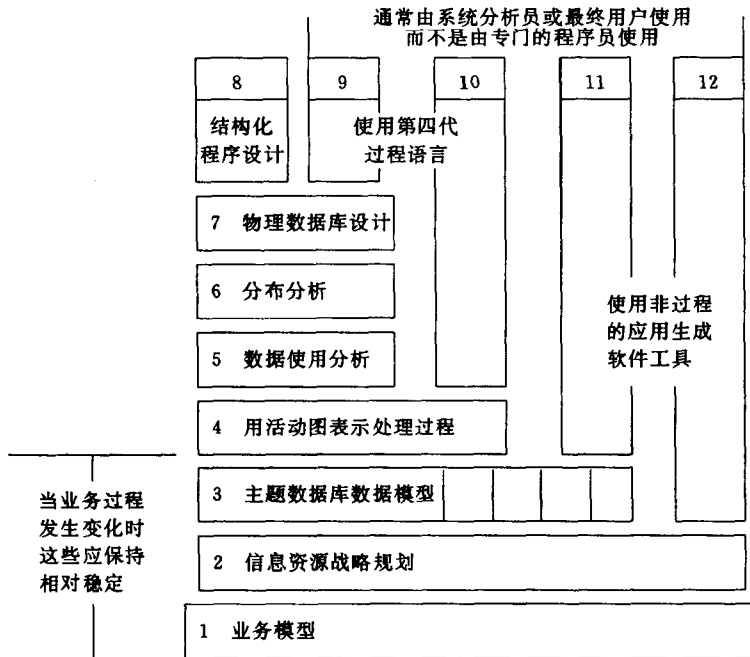 通常由系统分析员或最终用户使用
而不是由专门的程序员使用
8 9 10 11 12
结构化
程序设计
使用第四代
过程语言
7 物理数据库设计
6 分布分析
5 数据使用分析
使用非过程
的应用生成
软件工具
4 用活动图表示处理过程
3 主题数据库数据模型
当业务过程
发生变化时
这些应保持
相对稳定
2 信息资源战略规划
1 业务模型